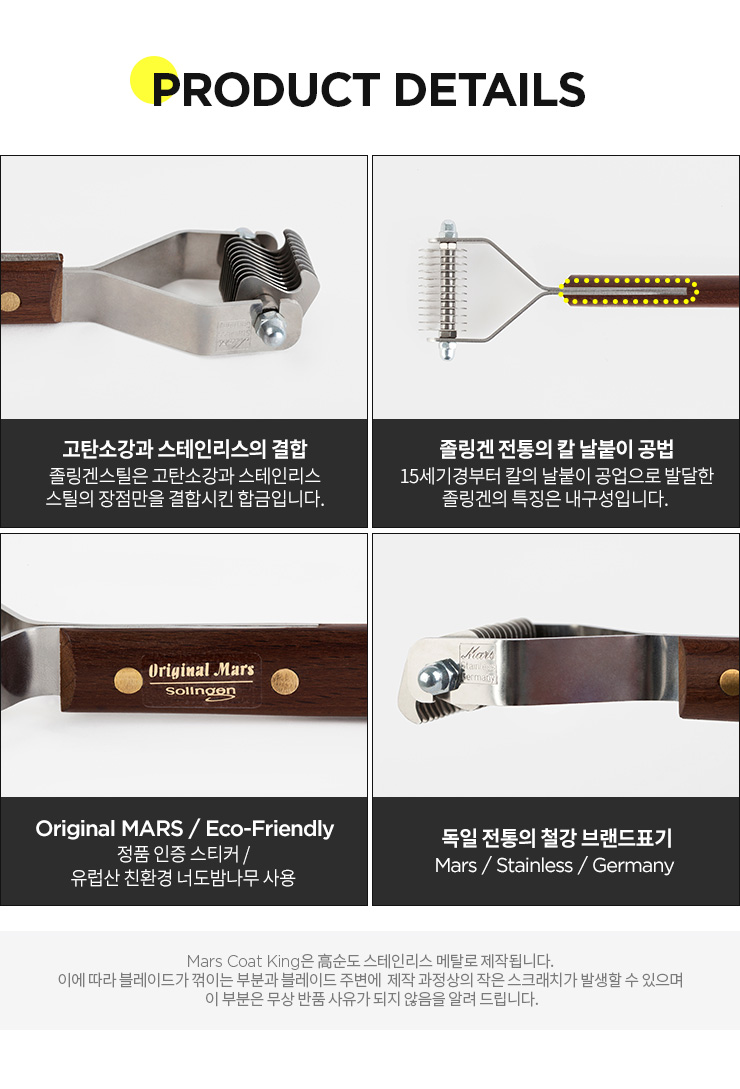 PRODUCT DETAILS
고탄소강과 스테인리스의 결합
졸링겐스틸은 고탄소강과 스테인리스
스틸의 장점만을 결합시킨 합금입니다.
졸링겐 전통의 칼 날붙이 공법
15세기경부터 칼의 날붙이 공업으로 발달한
졸링겐의 특징은 내구성입니다.
Original Mars
Solingen
Mars
Stainless
Germany
Original MARS / Eco-Friendly
정품 인증 스티커 /
유럽산 친환경 너도밤나무 사용
독일 전통의 철강 브랜드표기
Mars / Stainless / Germany
Mars Coat King은 高순도 스테인리스 메탈로 제작됩니다.
이에 따라 블레이드가 꺾이는 부분과 블레이드 주변에 제작 과정상의 작은 스크래치가 발생할 수 있으며
이 부분은 무상 반품 사유가 되지 않음을 알려 드립니다.